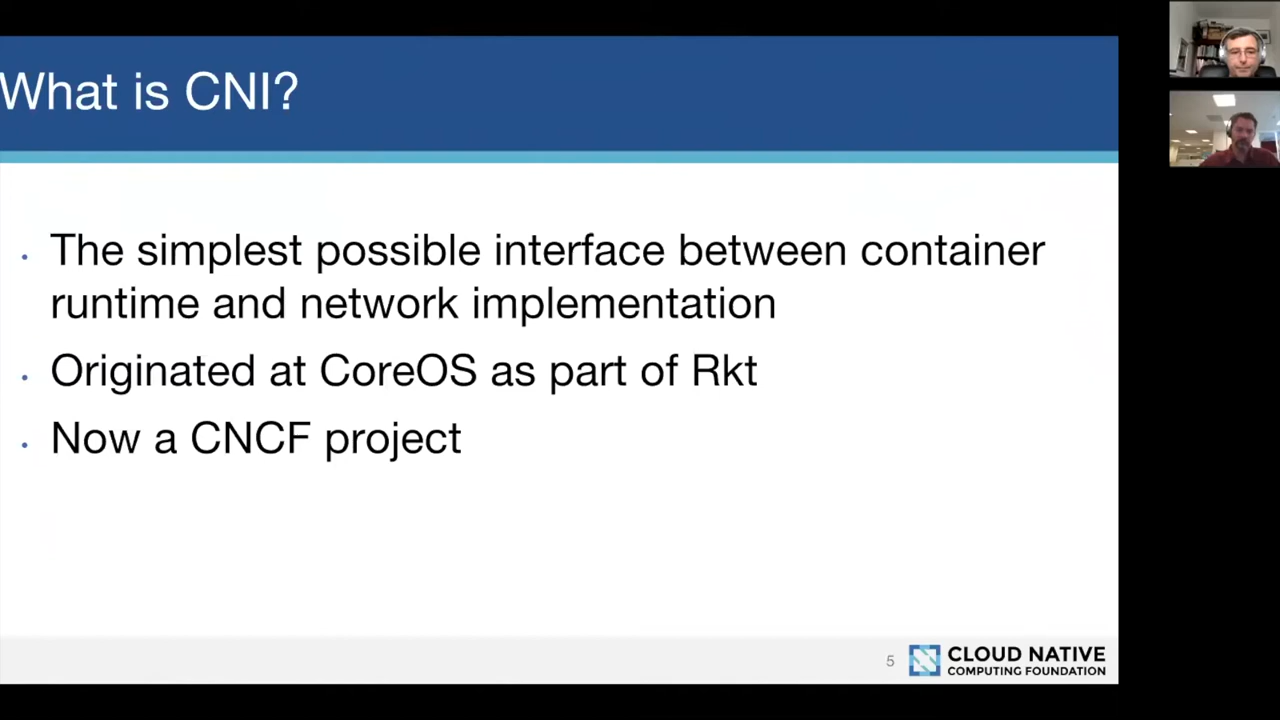 What is CNI?
· The simplest possible interface between container
runtime and network implementation
· Originated at CoreOS as part of Rkt
· Now a CNCF project
5
CLOUD NATIVE
COMPUTING FOUNDATION